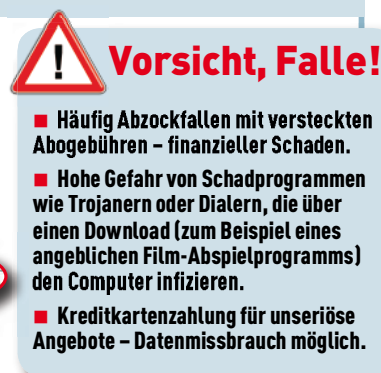 !
Vorsicht, Falle!
■ Häufig Abzockfallen mit versteckten
Abogebühren – finanzieller Schaden.
■ Hohe Gefahr von Schadprogrammen
wie Trojanern oder Dialern, die über
einen Download (zum Beispiel eines
angeblichen Film-Abspielprogramms)
den Computer infizieren.
■ Kreditkartenzahlung für unseriöse
Angebote – Datenmissbrauch möglich.